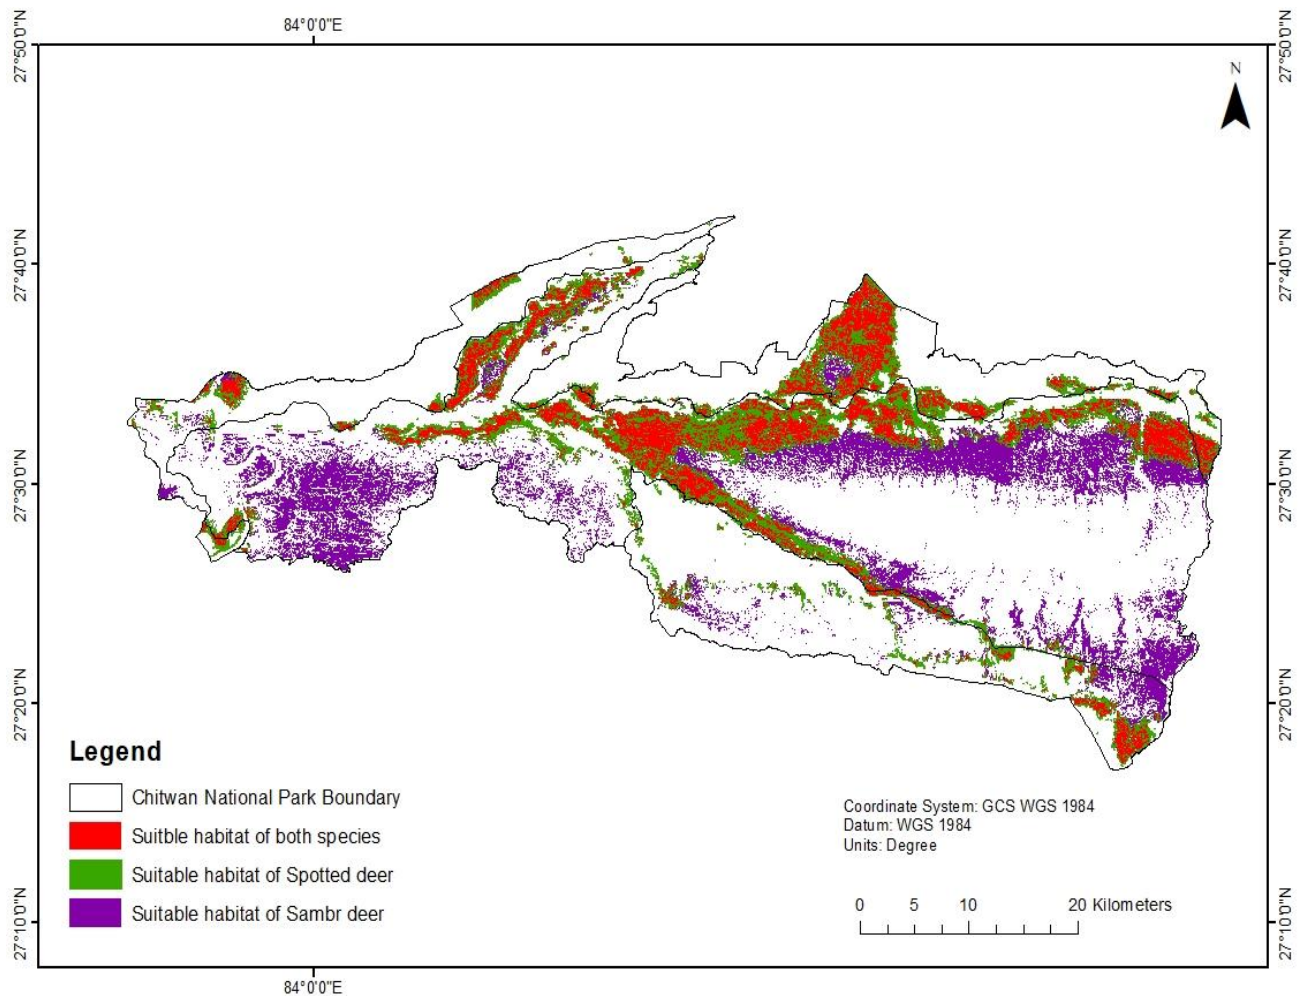 84°0'0"E
27°50'0"N
27°50'0"N
N
27°40'0"N
27°40'0"N
27°30'0"N
27°30'0"N
27°20'0"N
27°20'0"N
Legend
Chitwan National Park Boundary
Suitble habitat of both species
Suitable habitat of Spotted deer
Suitable habitat of Sambr deer
Coordinate System: GCS WGS 1984
Datum: WGS 1984
Units: Degree
0 5 10 20 Kilometers
27°10'0"N
27°10'0"N
84°0'0"E